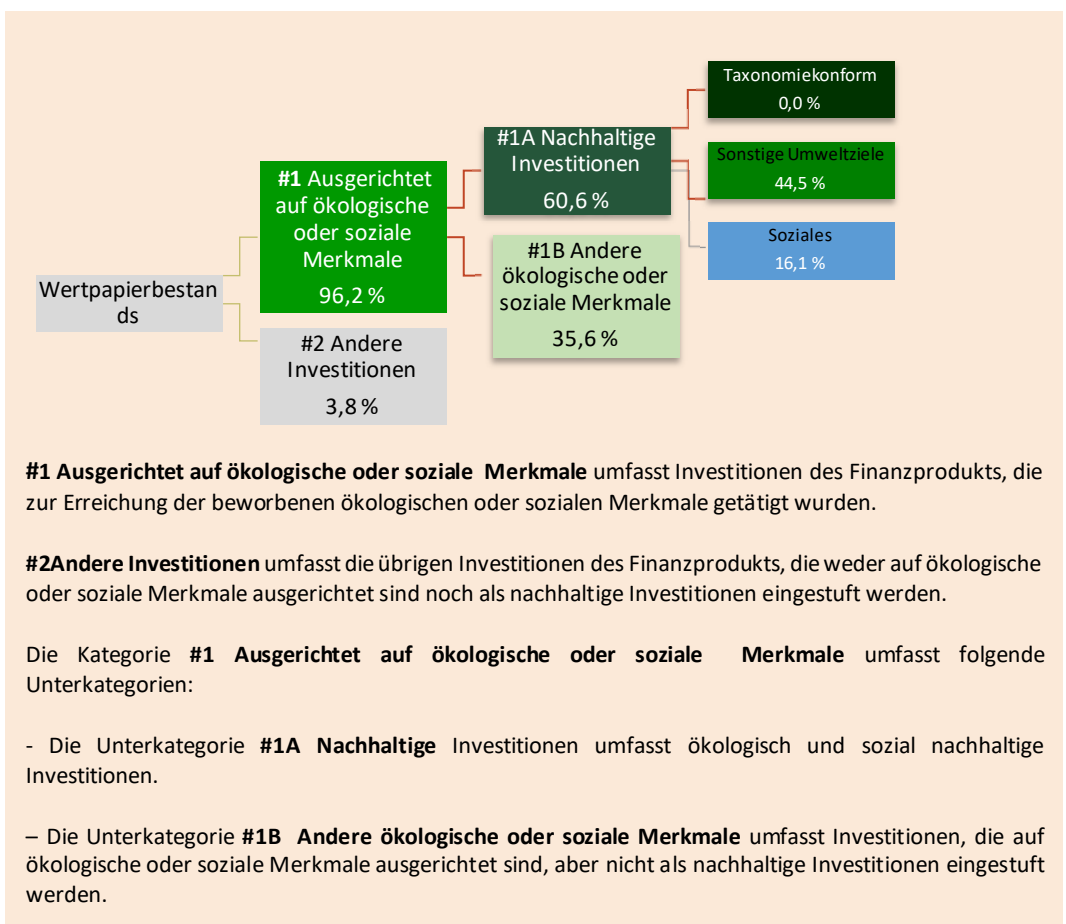 Taxonomiekonform
0,0 %
#1A Nachhaltige
Investitionen
60,6 %
Sonstige Umweltziele
44,5 %
#1 Ausgerichtet
auf ökologische
oder soziale
Merkmale
96,2 %
Soziales
16,1 %
#1B Andere
ökologische oder
soziale Merkmale
35,6 %
Wertpapierbestan
ds
#2 Andere
Investitionen
3,8 %
#1 Ausgerichtet auf ökologische oder soziale Merkmale umfasst Investitionen des Finanzprodukts, die
zur Erreichung der beworbenen ökologischen oder sozialen Merkmale getätigt wurden.
#2Andere Investitionen umfasst die übrigen Investitionen des Finanzprodukts, die weder auf ökologische
oder soziale Merkmale ausgerichtet sind noch als nachhaltige Investitionen eingestuft werden.
Die Kategorie #1 Ausgerichtet auf ökologische oder soziale Merkmale umfasst folgende
Unterkategorien:
- Die Unterkategorie #1A Nachhaltige Investitionen umfasst ökologisch und sozial nachhaltige
Investitionen.
– Die Unterkategorie #1B Andere ökologische oder soziale Merkmale umfasst Investitionen, die auf
ökologische oder soziale Merkmale ausgerichtet sind, aber nicht als nachhaltige Investitionen eingestuft
werden.